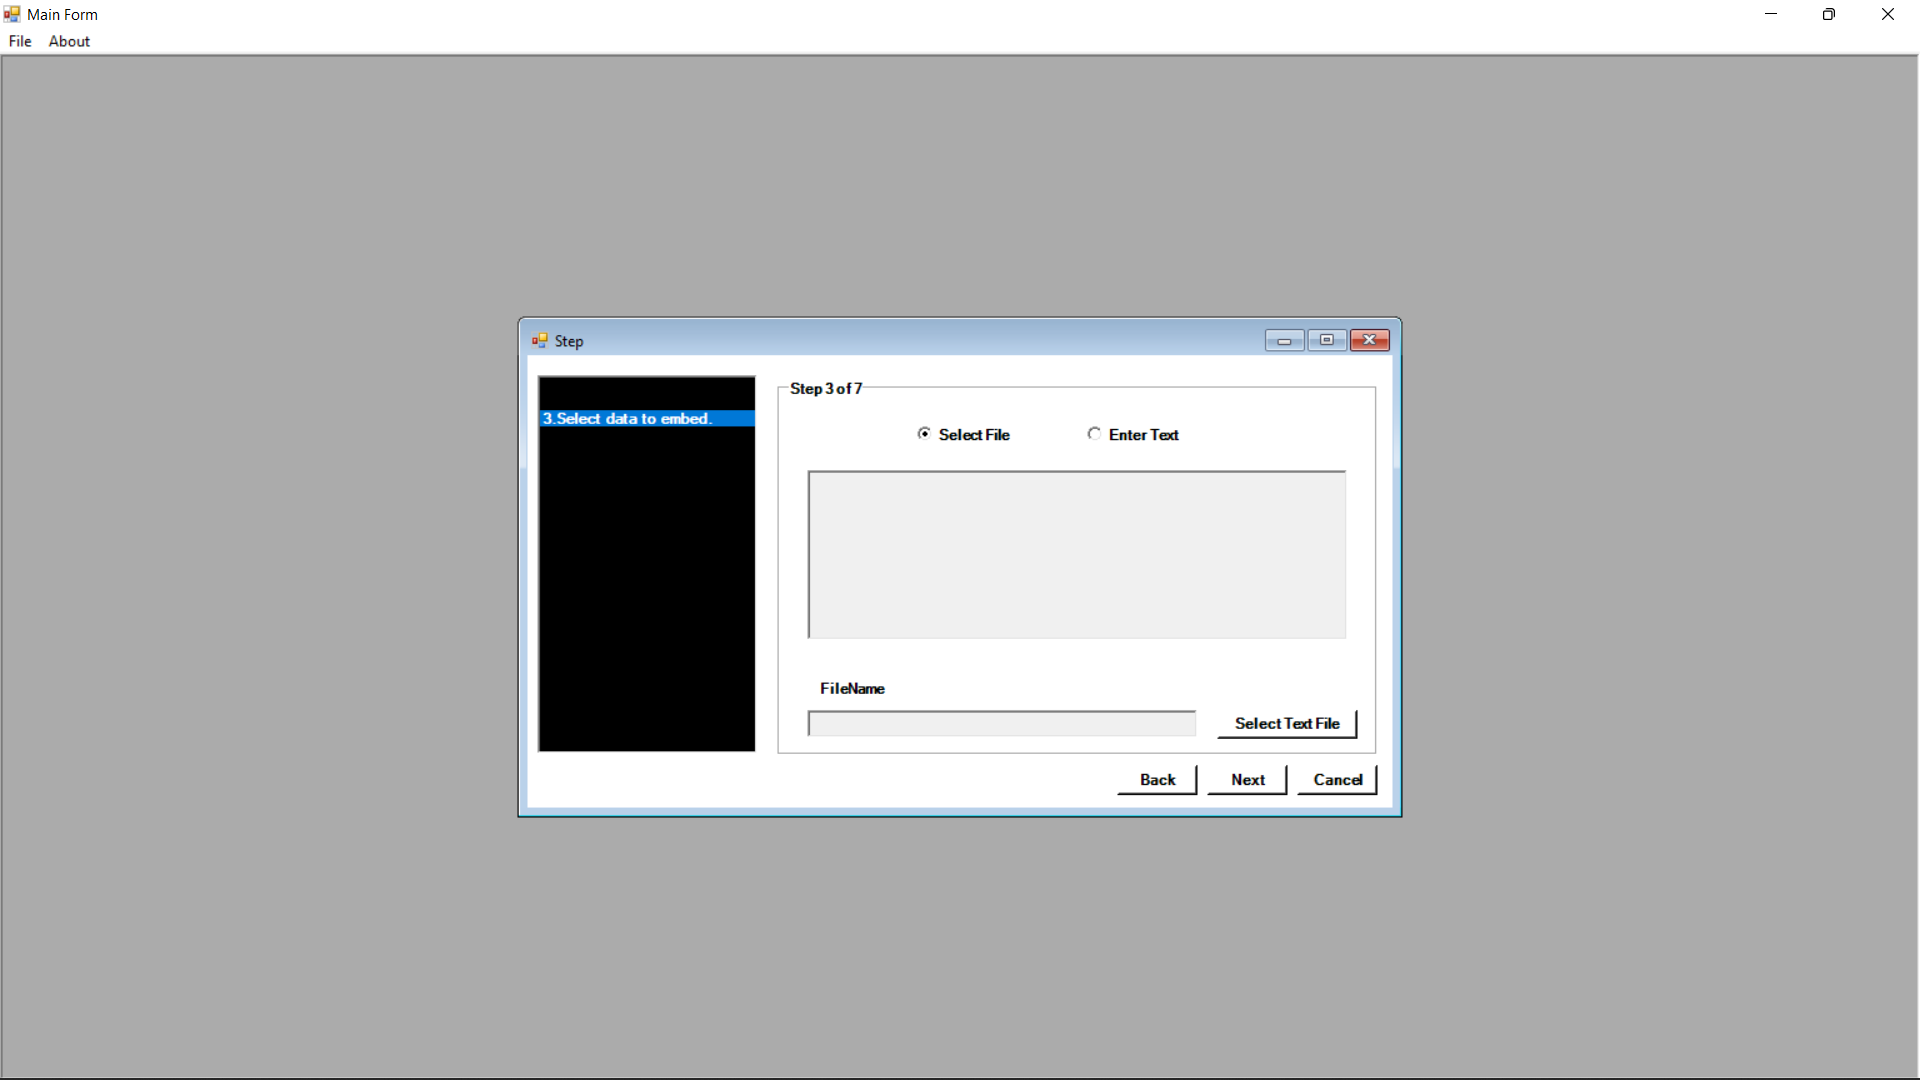 Main Form
File About
Step
3.Select data to embed.
Step 3 of 7
Select File Enter Text
FileName
Select Text File
Back Next Cancel